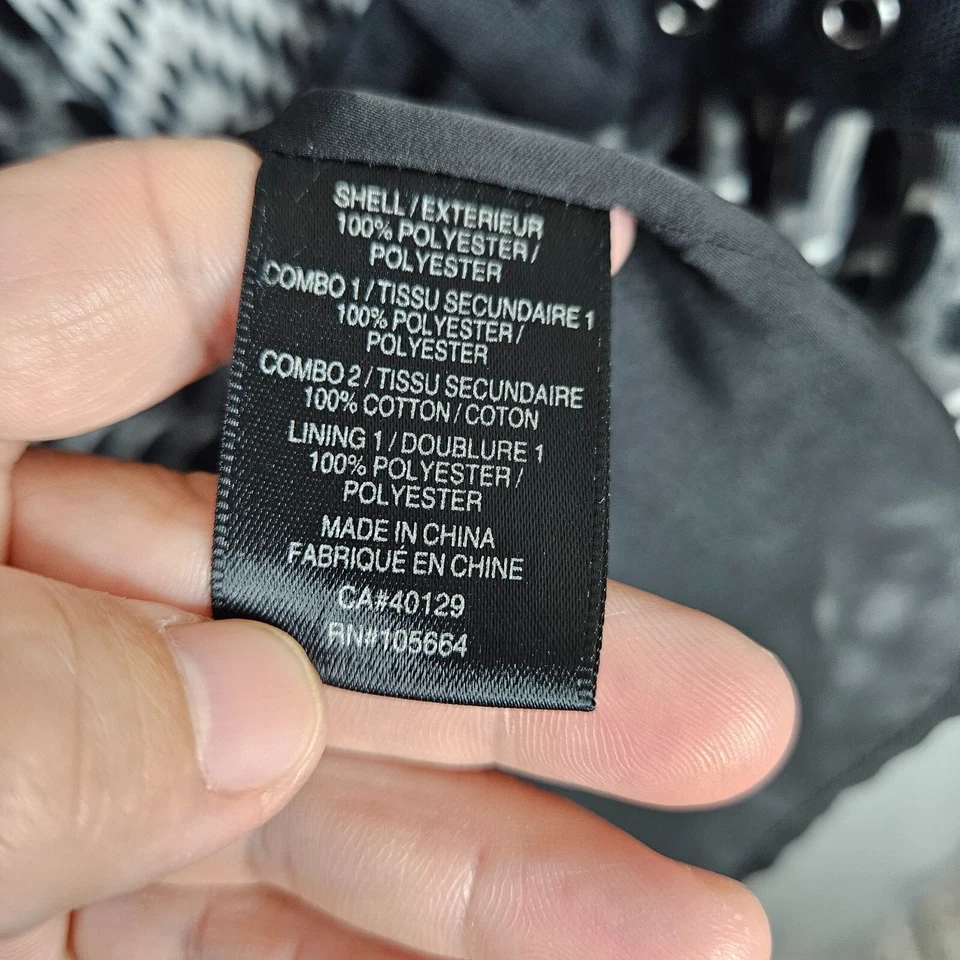 SHELL / EXTERIEUR
100% POLYESTER /
POLYESTER
COMBO 1 / TISSU SECUNDAIRE 1
100% POLYESTER /
POLYESTER
COMBO 2 / TISSU SECUNDAIRE
100% COTTON / COTON
LINING 1 / DOUBLURE 1
100% POLYESTER /
POLYESTER
MADE IN CHINA
FABRIQUÉ EN CHINE
CA#40129
RN#105664